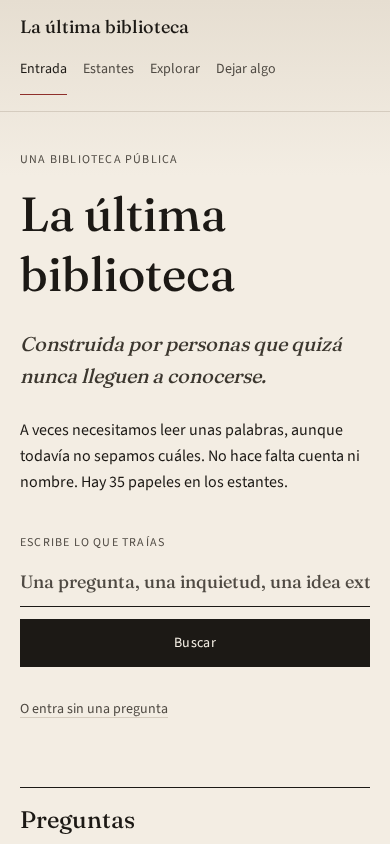 La última biblioteca
Entrada Estantes Explorar Dejar algo
UNA BIBLIOTECA PÚBLICA
La última
biblioteca
Construida por personas que quizá
nunca lleguen a conocerse.
A veces necesitamos leer unas palabras, aunque
todavía no sepamos cuáles. No hace falta cuenta ni
nombre. Hay 35 papeles en los estantes.
ESCRIBE LO QUE TRAÍAS
Una pregunta, una inquietud, una idea ext
Buscar
O entra sin una pregunta
Preguntas